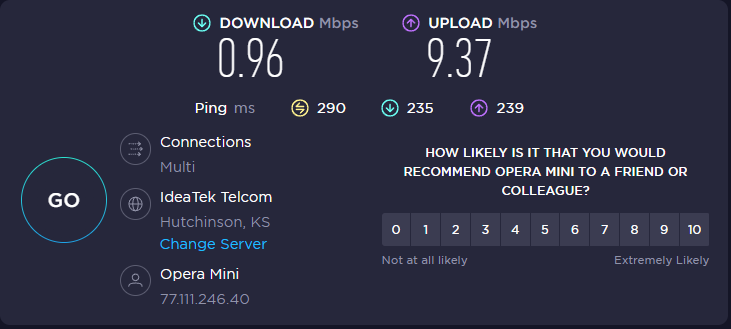 DOWNLOAD Mbps
UPLOAD Mbps
0.96
9.37
Ping ms 290 235 239
Connections
Multi
IdeaTek Telcom
Hutchinson, KS
Change Server
Opera Mini
77.111.246.40
GO
HOW LIKELY IS IT THAT YOU WOULD
RECOMMEND OPERA MINI TO A FRIEND OR
COLLEAGUE?
0 1 2 3 4 5 6 7 8 9 10
Not at all likely
Extremely Likely